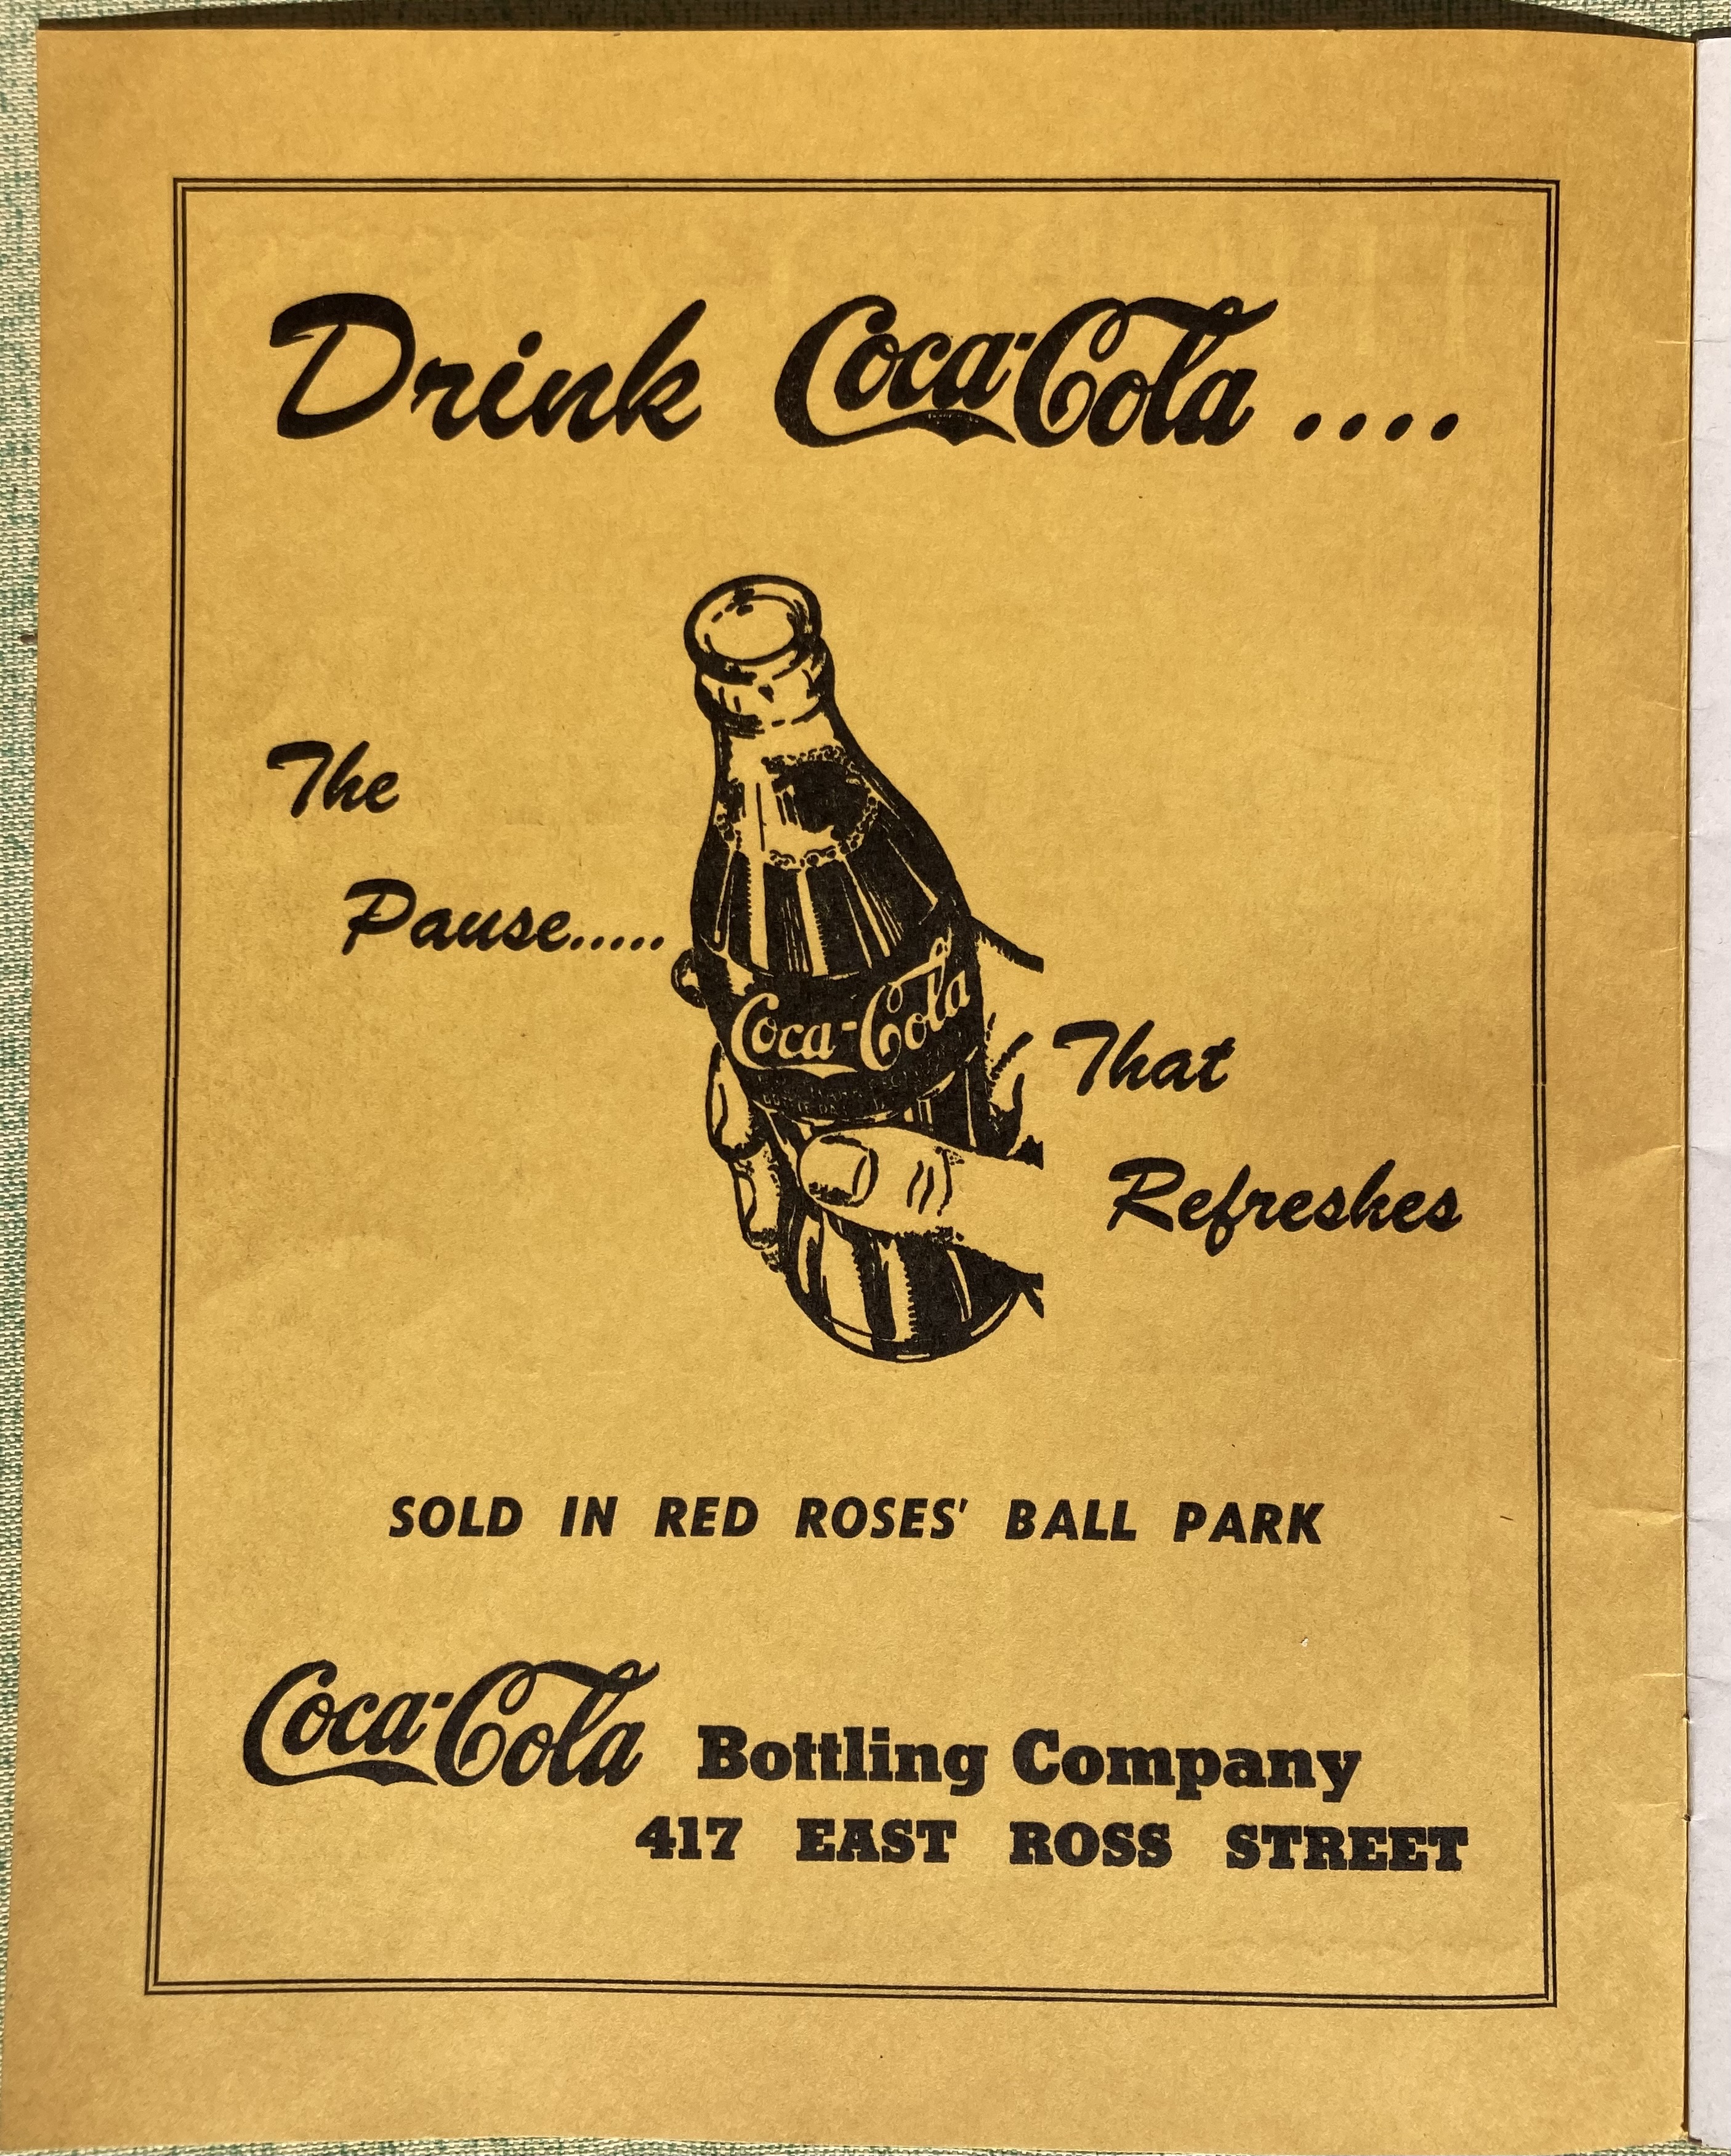 Drink Coca-Cola ....
The
Pause.....
Coca-Cola
That
Refreshes
SOLD IN RED ROSES' BALL PARK
Coca-Cola Bottling Company
417 EAST ROSS STREET